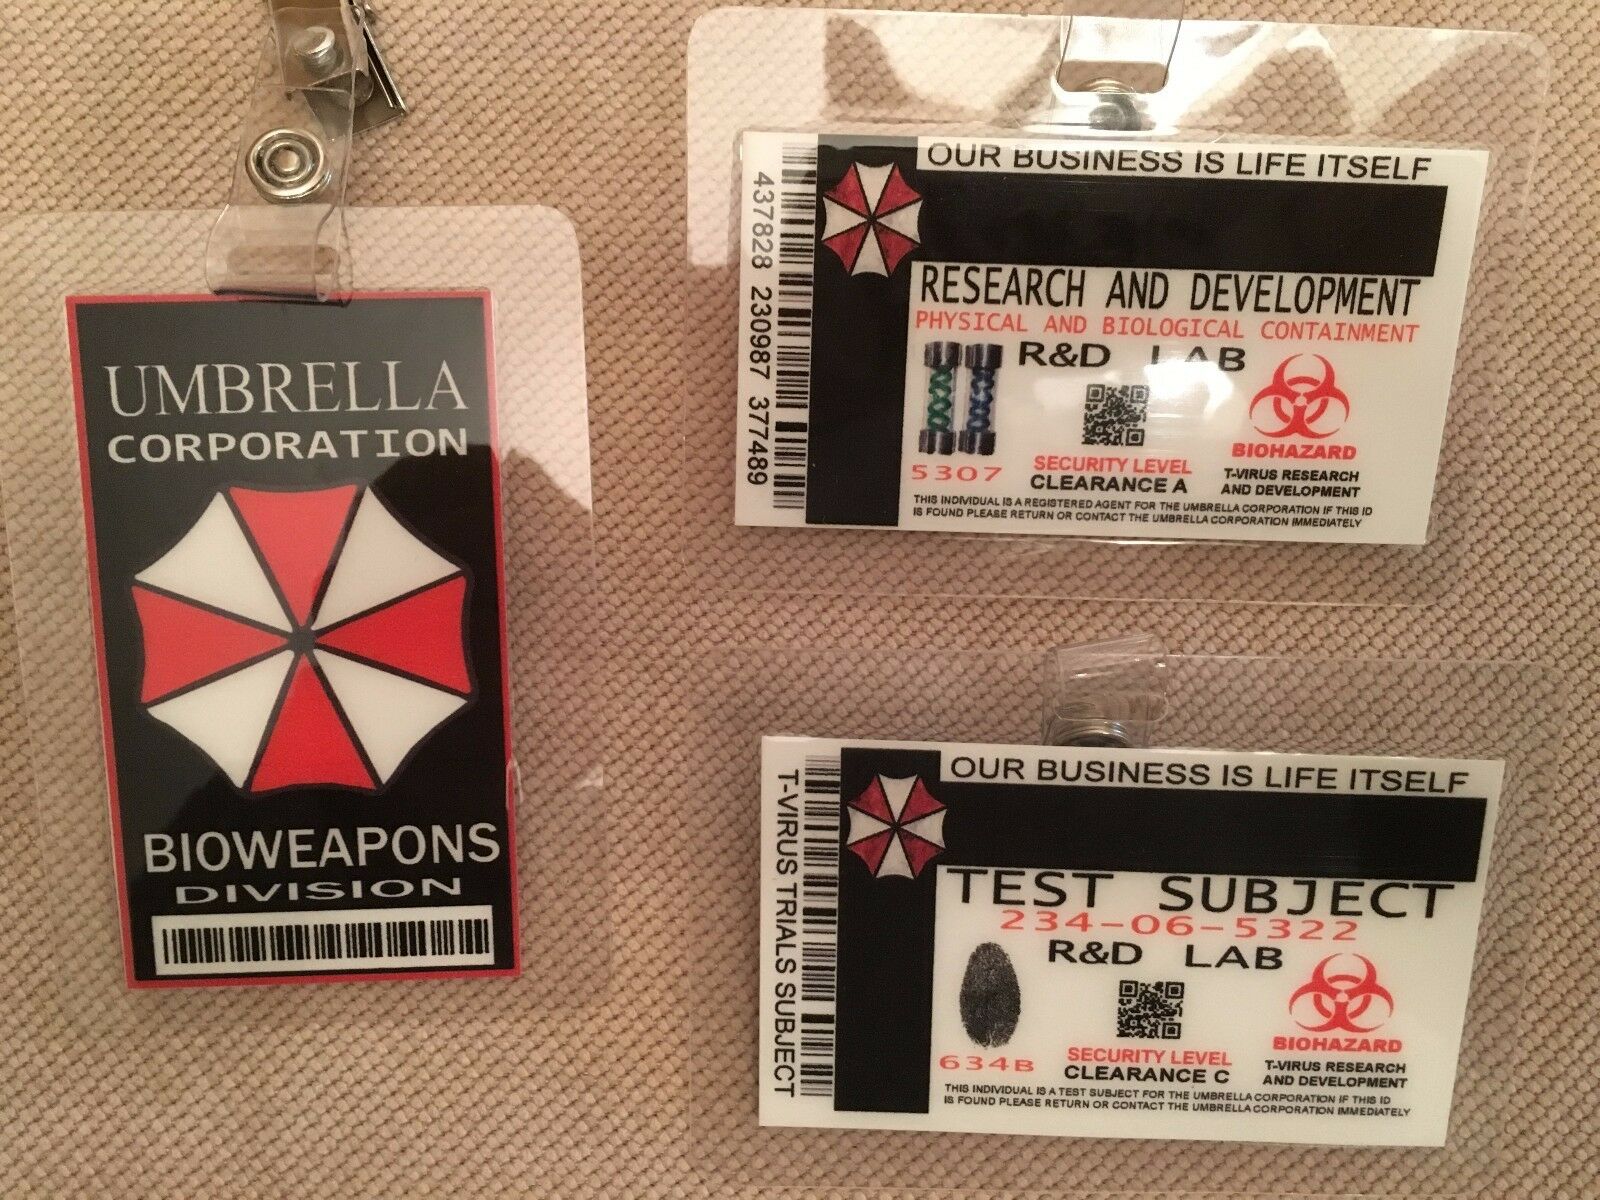 UMBRELLA
CORPORATION
BIOWEAPONS
DIVISION
437828 230987 377489
OUR BUSINESS IS LIFE ITSELF
RESEARCH AND DEVELOPMENT
PHYSICAL AND BIOLOGICAL CONTAINMENT
R&D LAB
5307
SECURITY LEVEL
CLEARANCE A
BIOHAZARD
T-VIRUS RESEARCH
AND DEVELOPMENT
THIS INDIVIDUAL IS A REGISTERED AGENT FOR THE UMBRELLA CORPORATION IF THIS ID
IS FOUND PLEASE RETURN OR CONTACT THE UMBRELLA CORPORATION IMMEDIATELY
T-VIRUS TRIALS SUBJECT
OUR BUSINESS IS LIFE ITSELF
TEST SUBJECT
234-06-5322
R&D LAB
634B
SECURITY LEVEL
CLEARANCE C
BIOHAZARD
T-VIRUS RESEARCH
AND DEVELOPMENT
THIS INDIVIDUAL IS A TEST SUBJECT FOR THE UMBRELLA CORPORATION IF THIS ID
IS FOUND PLEASE RETURN OR CONTACT THE UMBRELLA CORPORATION IMMEDIATELY